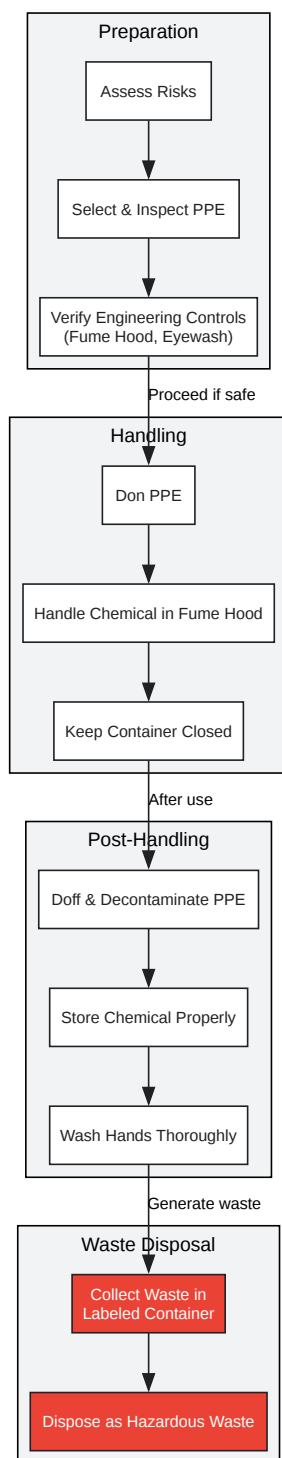 Preparation
Assess Risks
Select & Inspect PPE
Verify Engineering Controls
(Fume Hood, Eyewash)
Proceed if safe
Handling
Don PPE
Handle Chemical in Fume Hood
Keep Container Closed
After use
Post-Handling
Doff & Decontaminate PPE
Store Chemical Properly
Wash Hands Thoroughly
Generate waste
Waste Disposal
Collect Waste in
Labeled Container
Dispose as Hazardous Waste